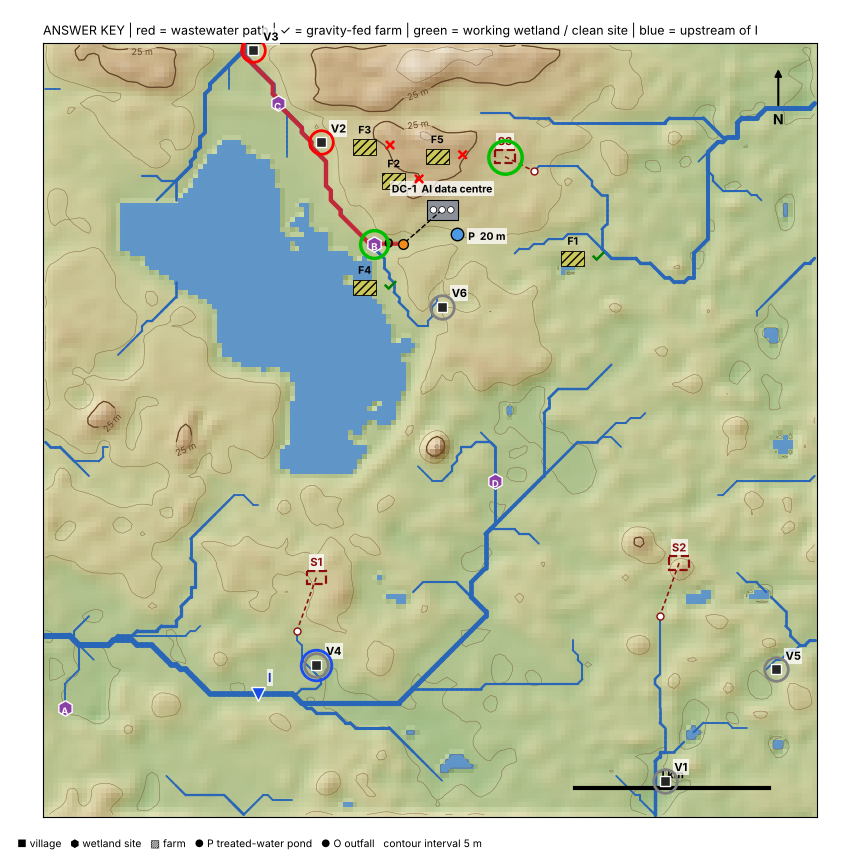 ANSWER KEY | red = wastewater path | ✓ = gravity-fed farm | green = working wetland / clean site | blue = upstream of I
V3
25 m
C
25 m
N
25 m
V2
F3
F5
S3
F2
DC-1 AI data centre
P 20 m
B
F1
F4
V6
25 m
25 m
D
S1
S2
V4
V5
I
A
V1
■ village ⬢ wetland site ▨ farm ● P treated-water pond ● O outfall contour interval 5 m